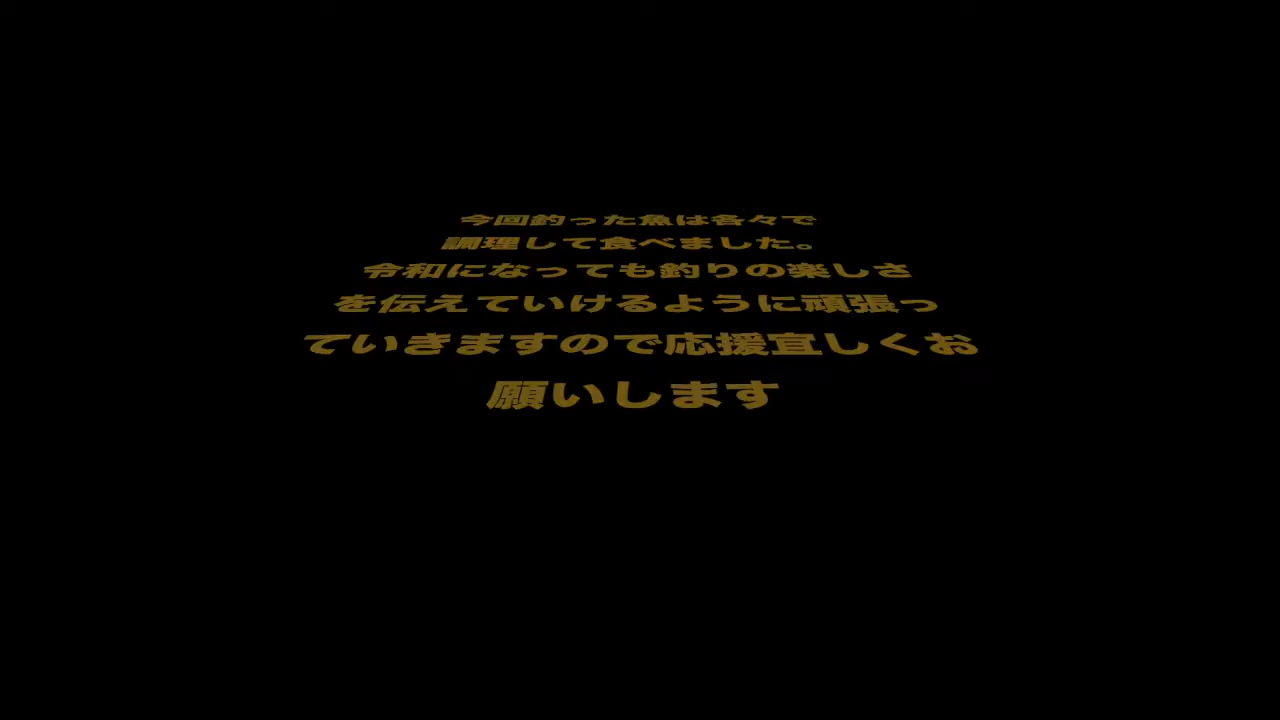 今回釣った魚は各々で
調理して食べました。
令和になっても釣りの楽しさ
を伝えていけるように頑張っ
ていきますので応援宜しくお
願いします